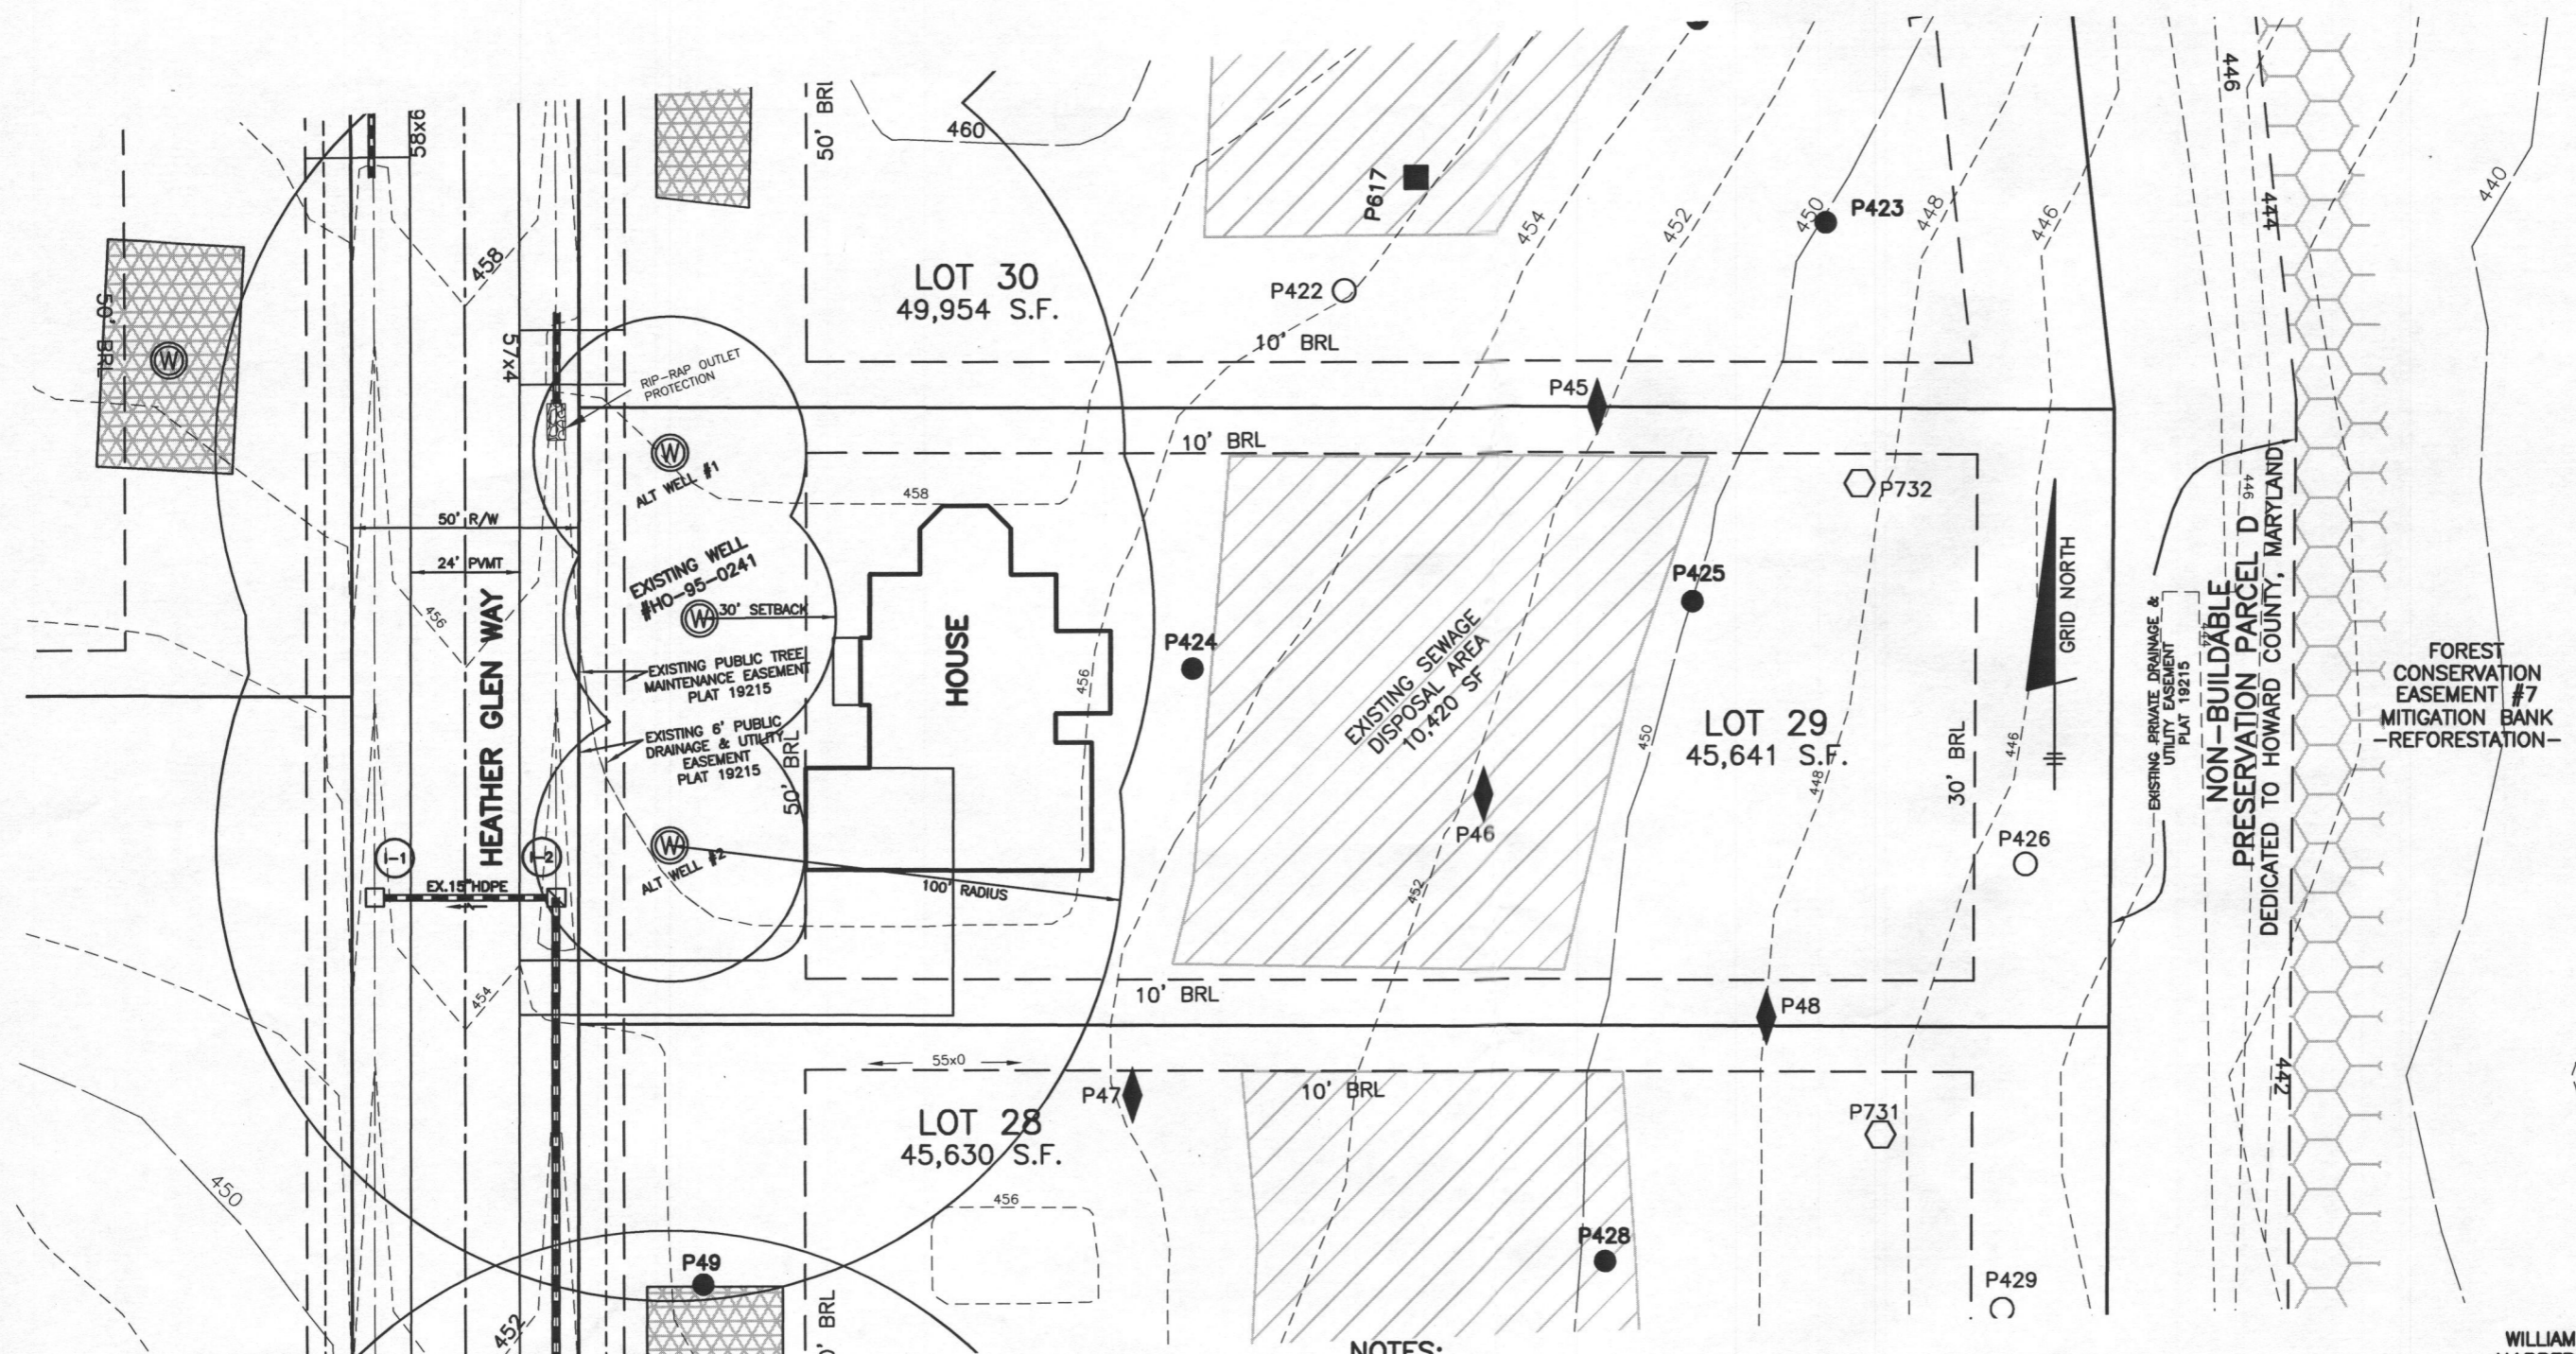 58x6
50' BRL
460
446
440
P617
444
458
LOT 30
49,954 S.F.
P422
454
452
450
P423
448
446
50' BRL
W
57x4
RIP-RAP OUTLET
PROTECTION
10' BRL
P45
10' BRL
W
ALT WELL #1
458
P732
446
50' R/W
24' PVMT
EXISTING WELL
#HO-95-0241
W
30' SETBACK
456
HEATHER GLEN WAY
HOUSE
P424
P425
GRID NORTH
EXISTING PUBLIC TREE
MAINTENANCE EASEMENT
PLAT 19215
456
EXISTING SEWAGE
DISPOSAL AREA
10,420 SF
450
LOT 29
45,641 S.F.
448
446
30' BRL
EXISTING PRIVATE DRAINAGE &
UTILITY EASEMENT
PLAT 19215
444
NON-BUILDABLE
PRESERVATION PARCEL D
DEDICATED TO HOWARD COUNTY, MARYLAND
FOREST
CONSERVATION
EASEMENT #7
MITIGATION BANK
-REFORESTATION-
EXISTING 6' PUBLIC
DRAINAGE & UTILITY
EASEMENT
PLAT 19215
50' BRL
P46
P426
I-1
I-2
W
ALT WELL #2
EX.15"HDPE
100' RADIUS
452
454
10' BRL
P48
55x0
P47
10' BRL
442
LOT 28
45,630 S.F.
P731
450
456
P49
P428
P429
452
BRL
NOTES:
WILLIAM